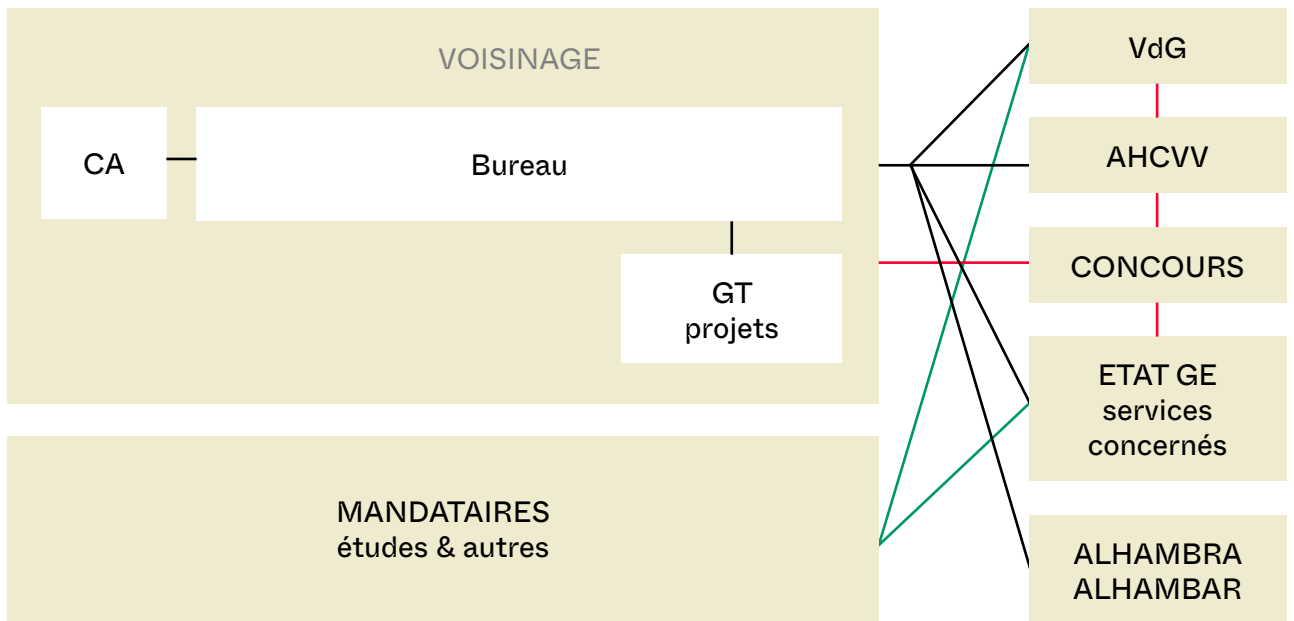 VOISINAGE
CA
Bureau
GT
projets
MANDATAIRES
études & autres
VdG
AHCVV
CONCOURS
ETAT GE
services
concernés
ALHAMBRA
ALHAMBAR